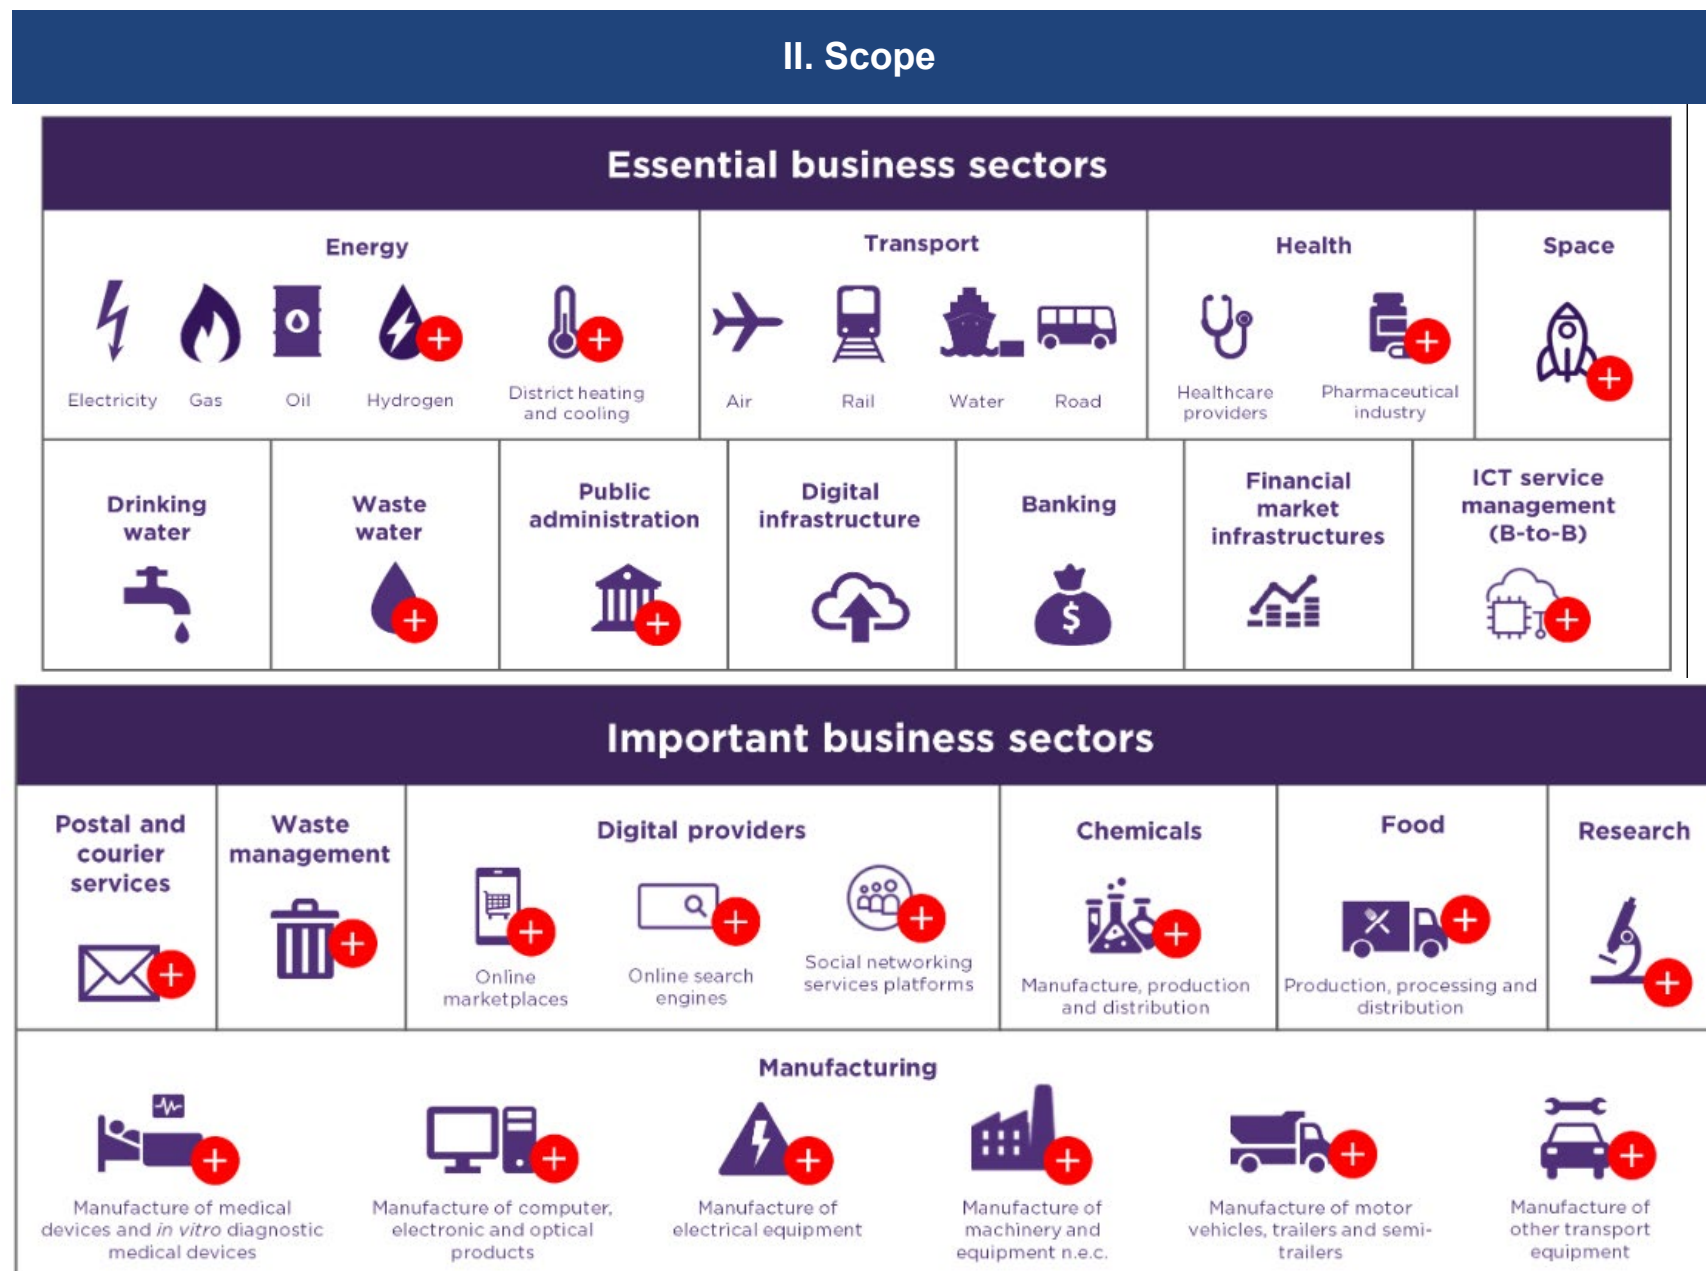 II. Scope
Essential business sectors
Energy
Electricity
Gas
Oil
Hydrogen
District heating
and cooling
Transport
Air
Rail
Water
Road
Health
Healthcare
providers
Pharmaceutical
industry
Space
Drinking
water
Waste
water
Public
administration
Digital
infrastructure
Banking
$
Financial
market
infrastructures
ICT service
management
(B-to-B)
Important business sectors
Postal and
courier
services
Waste
management
Digital providers
Online
marketplaces
Online search
engines
Social networking
services platforms
Chemicals
Manufacture, production
and distribution
Food
Production, processing and
distribution
Research
Manufacturing
Manufacture of medical
devices and in vitro diagnostic
medical devices
Manufacture of computer,
electronic and optical
products
Manufacture of
electrical equipment
Manufacture of
machinery and
equipment n.e.c.
Manufacture of motor
vehicles, trailers and semi-
trailers
Manufacture of
other transport
equipment